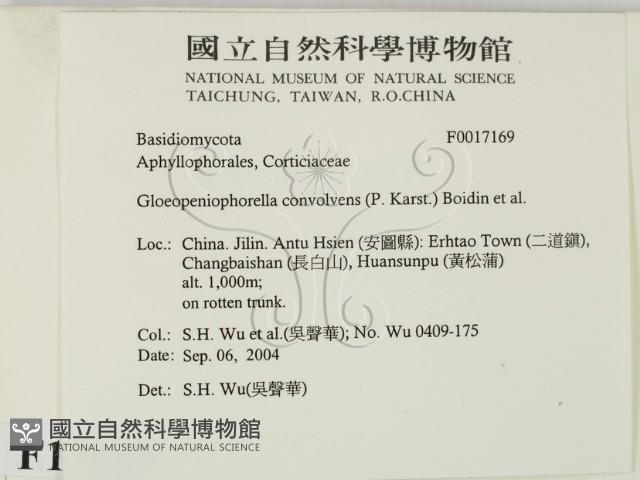 國立自然科學博物館
NATIONAL MUSEUM OF NATURAL SCIENCE
TAICHUNG, TAIWAN, R.O.CHINA
Basidiomycota F0017169
Aphyllophorales, Corticiaceae
Gloeopeniophorella convolvens (P. Karst.) Boidin et al.
Loc.: China. Jilin. Antu Hsien (安圖縣): Erhtao Town (二道鎮),
Changbaishan (長白山), Huansunpu (黃松蒲)
alt. 1,000m;
on rotten trunk.
Col.: S.H. Wu et al.(吳聲華); No. Wu 0409-175
Date: Sep. 06, 2004
Det.: S.H. Wu(吳聲華)
國立自然科學博物館
NATIONAL MUSEUM OF NATURAL SCIENCE
F1